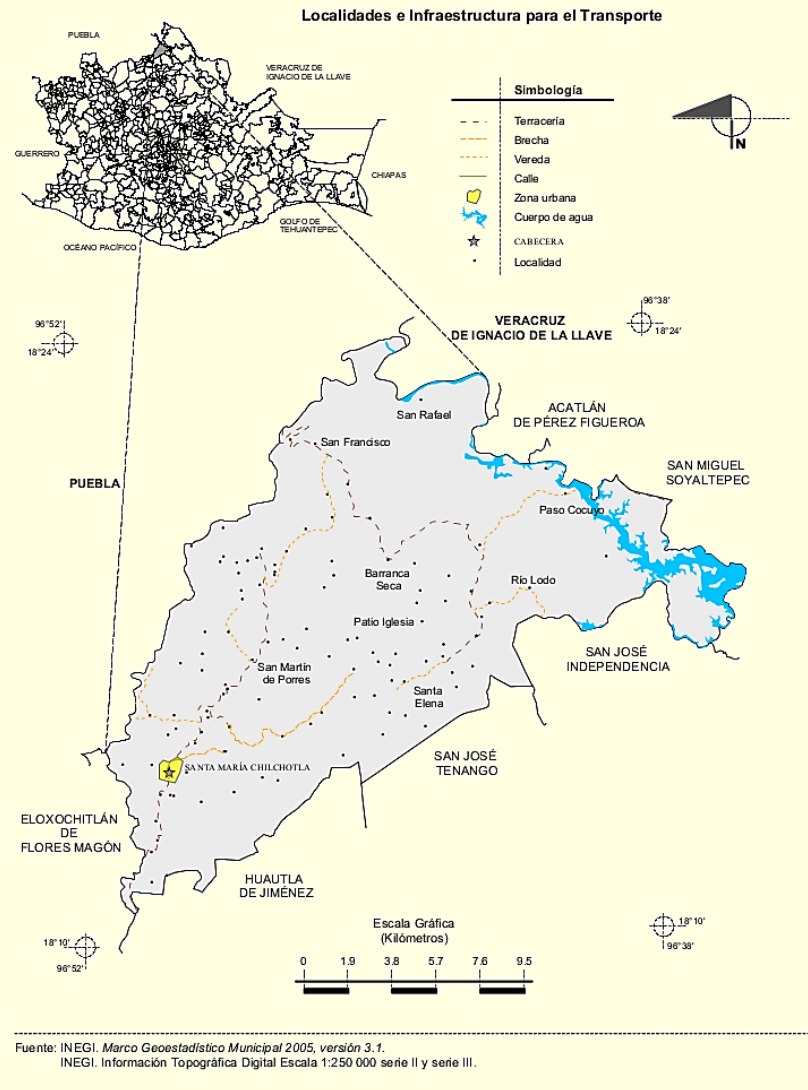 Localidades e Infraestructura para el Transporte
PUEBLA
VERACRUZ DE
IGNACIO DE LA LLAVE
GUERRERO
CHIAPAS
GOLFO DE
TEHUANTEPEC
OCÉANO PACÍFICO
Simbología
Terracería
Brecha
Vereda
Calle
Zona urbana
Cuerpo de agua
CABECERA
Localidad
N
96°52'
18°24'
96°38'
18°24'
VERACRUZ
DE IGNACIO DE LA LLAVE
ACATLÁN
DE PÉREZ FIGUEROA
SAN MIGUEL
SOYALTEPEC
PUEBLA
San Rafael
San Francisco
Paso Cocuyo
Barranca
Seca
Río Lodo
Patio Iglesia
SAN JOSÉ
INDEPENDENCIA
San Martín
de Porres
Santa
Elena
SANTA MARÍA CHILCHOTLA
SAN JOSÉ
TENANGO
ELOXOCHITLÁN
DE
FLORES MAGÓN
HUAUTLA
DE JIMÉNEZ
18°10'
96°52'
18°10'
96°38'
Escala Gráfica
(Kilómetros)
0 1.9 3.8 5.7 7.6 9.5
Fuente: INEGI. Marco Geoestadístico Municipal 2005, versión 3.1.
INEGI. Información Topográfica Digital Escala 1:250 000 serie II y serie III.